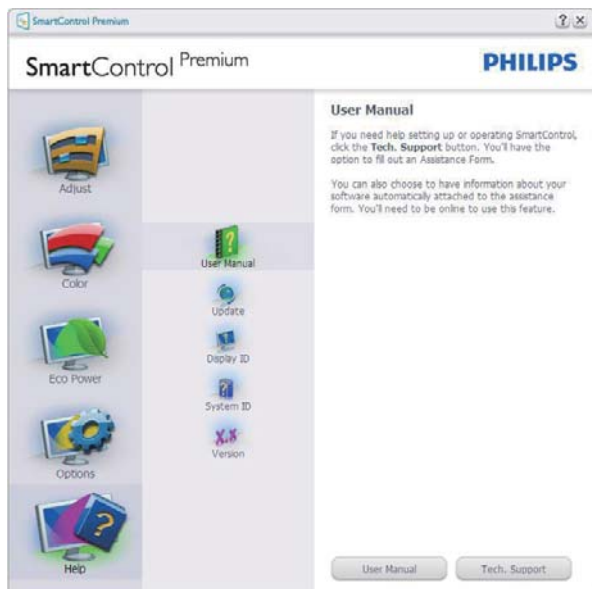 SmartControl Premium
SmartControl Premium
PHILIPS
Adjust
Color
Eco Power
Options
Help
User Manual
Update
Display ID
System ID
X.X
Version
User Manual
If you need help setting up or operating SmartControl,
click the Tech. Support button. You'll have the
option to fill out an Assistance Form.
You can also choose to have information about your
software automatically attached to the assistance
form. You'll need to be online to use this feature.
User Manual
Tech. Support